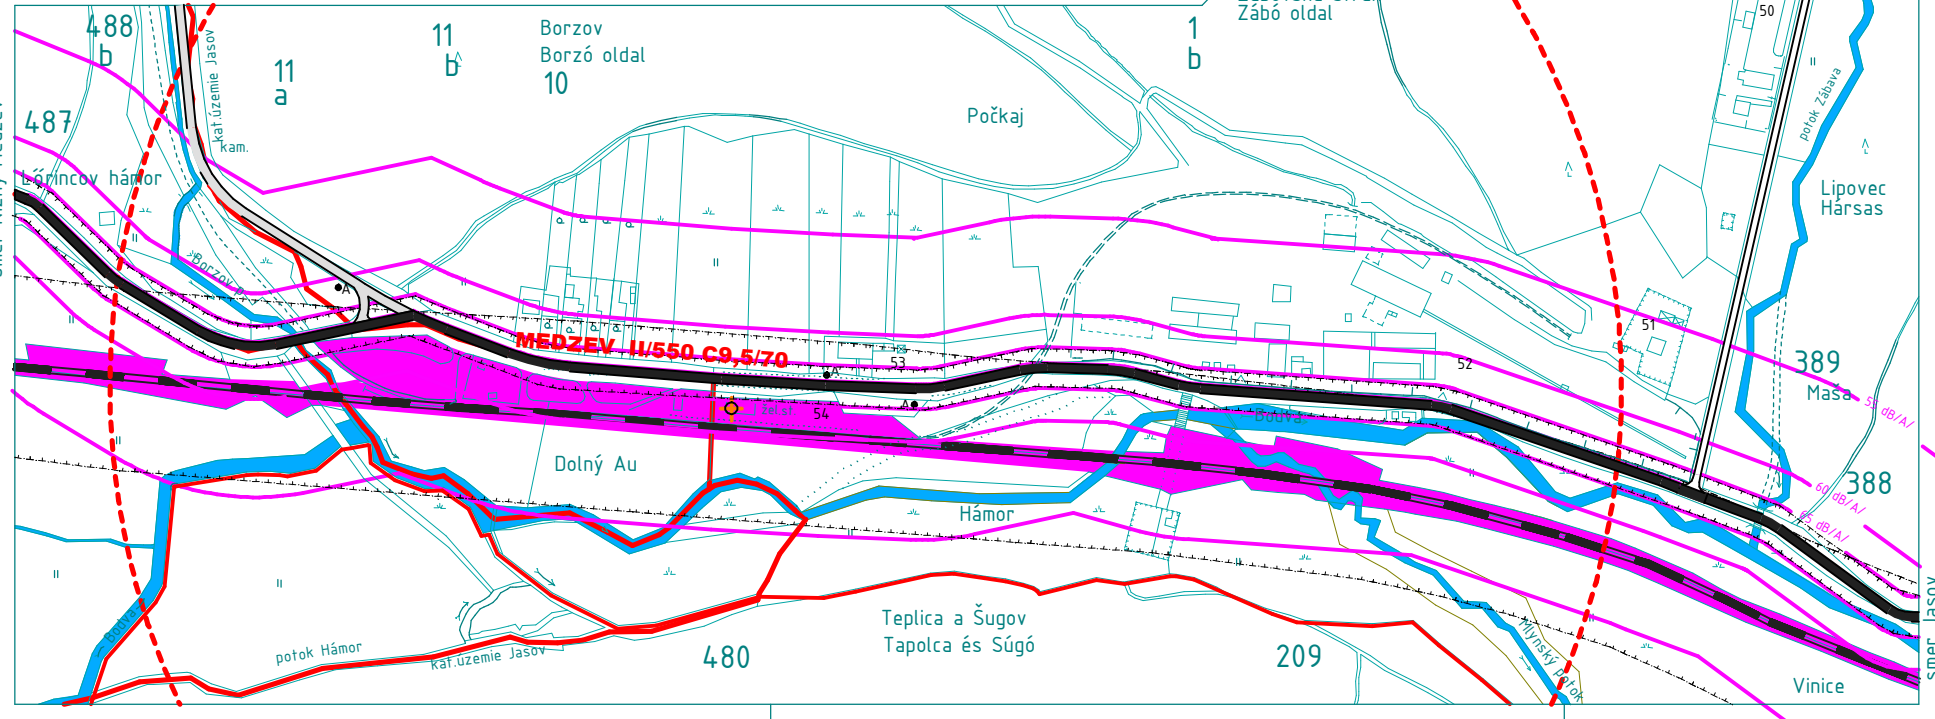 488
b
11
a
11
b
Borzov
Borzó oldal
10
1
b
Zábó oldal
50
487
kat.územie Jasov
kam.
Lőrincov hámor
Počkaj
potok Zábava
Lipovec
Hársas
Borzov p.
A
P
P
P
P
P
P
P
P
MEDZEV II/550 C9,5/70
A
53
A
54
žel.st.
52
51
389
Maša
55 dB/A/
60 dB/A/
65 dB/A/
388
Bodva
Dolný Au
Hámor
Bodva
potok Hámor
kat.územie Jasov
480
Teplica a Šugov
Tapolca és Súgó
209
Mlynský potok
Vinice
smer Jasov